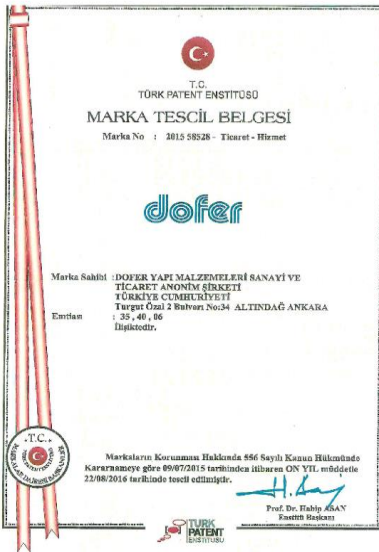 T.C.
TÜRK PATENT ENSTİTÜSÜ
MARKA TESCİL BELGESİ
Marka No : 2015 58528 - Ticaret - Hizmet
dofer
Marka Sahibi :DOFER YAPI MALZEMELERİ SANAYİ VE
TİCARET ANONİM ŞİRKETİ
TÜRKİYE CUMHURİYETİ
Turgut Özal 2 Bulvarı No:34 ALTINDAĞ ANKARA
Emtiası : 35, 40, 06
İlişiktedir.
Markaların Korunması Hakkında 556 Sayılı Kanun Hükmünde
Kararnameye göre 09/07/2015 tarihinden itibaren ON YIL müddetle
22/08/2016 tarihinde tescil edilmiştir.
Prof. Dr. Habip ASAN
Enstitü Başkanı
T.C.
MARKALAR DAİRESİ BAŞKANLIĞI
TÜRK
PATENT
ENSTİTÜSÜ